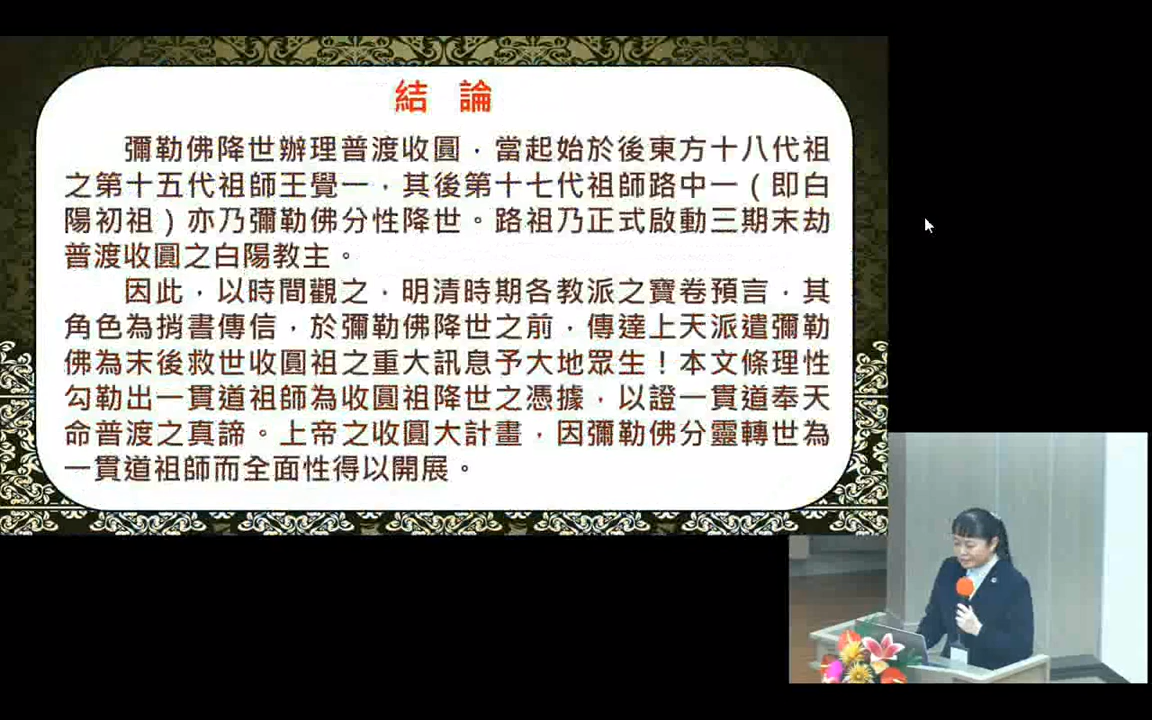 結 論
彌勒佛降世辦理普渡收圓，當起始於後東方十八代祖
之第十五代祖師王覺一，其後第十七代祖師路中一（即白
陽初祖）亦乃彌勒佛分性降世。路祖乃正式啟動三期末劫
普渡收圓之白陽教主。
因此，以時間觀之，明清時期各教派之寶卷預言，其
角色為捎書傳信，於彌勒佛降世之前，傳達上天派遣彌勒
佛為末後救世收圓祖之重大訊息予大地眾生！本文條理性
勾勒出一貫道祖師為收圓祖降世之憑據，以證一貫道奉天
命普渡之真諦。上帝之收圓大計畫，因彌勒佛分靈轉世為
一貫道祖師而全面性得以開展。